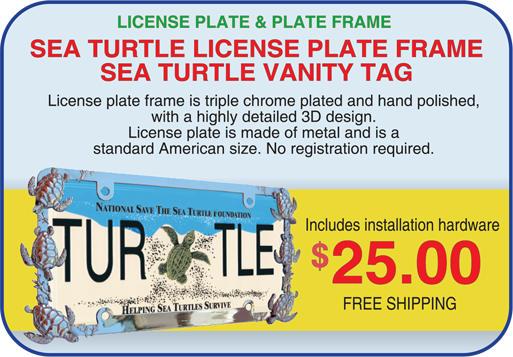 LICENSE PLATE & PLATE FRAME
SEA TURTLE LICENSE PLATE FRAME
SEA TURTLE VANITY TAG
License plate frame is triple chrome plated and hand polished,
with a highly detailed 3D design.
License plate is made of metal and is a
standard American size. No registration required.
NATIONAL SAVE THE SEA TURTLE FOUNDATION
TUR TLE
HELPING SEA TURTLES SURVIVE
Includes installation hardware
$25.00
FREE SHIPPING